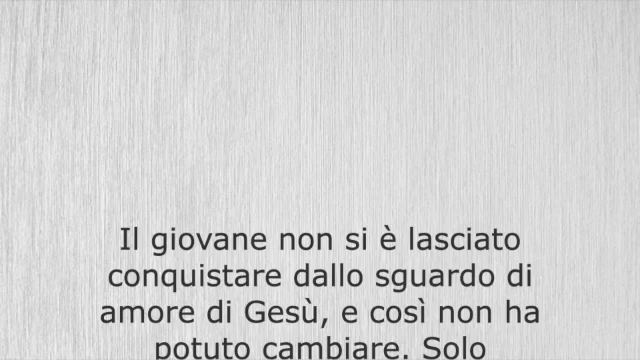 Il giovane non si è lasciato
conquistare dallo sguardo di
amore di Gesù, e così non ha
potuto cambiare. Solo